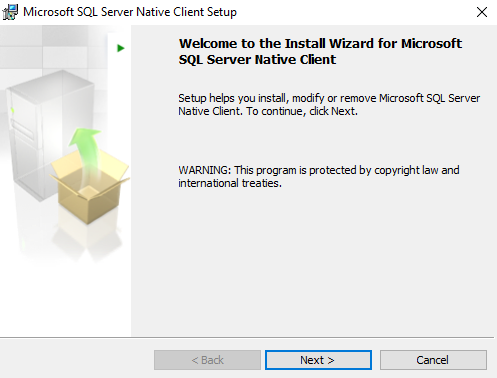 Microsoft SQL Server Native Client Setup
Welcome to the Install Wizard for Microsoft
SQL Server Native Client
Setup helps you install, modify or remove Microsoft SQL Server
Native Client. To continue, click Next.
WARNING: This program is protected by copyright law and
international treaties.
< Back
Next >
Cancel